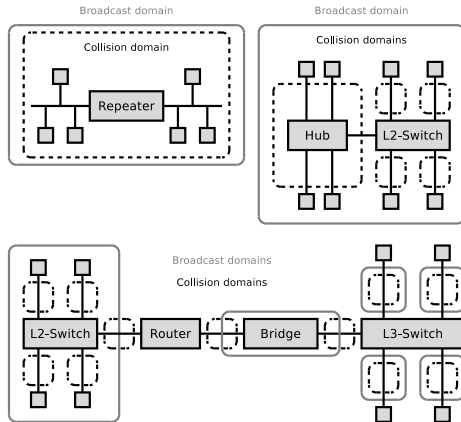 Broadcast domain
Collision domain
Repeater
Broadcast domain
Collision domains
Hub
L2-Switch
Broadcast domains
Collision domains
L2-Switch
Router
Bridge
L3-Switch